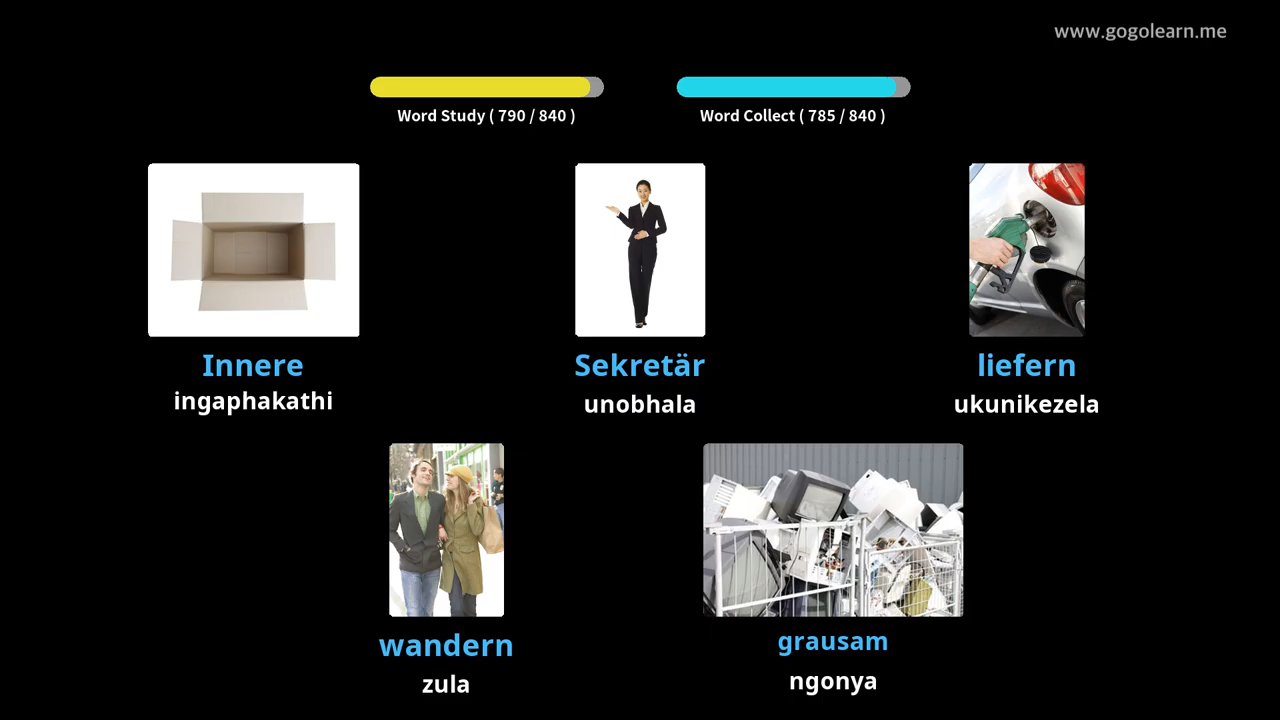 www.gogolearn.me
Word Study ( 790 / 840 )
Word Collect ( 785 / 840 )
Innere
ingaphakathi
Sekretär
unobhala
liefern
ukunikezela
wandern
zula
grausam
ngonya